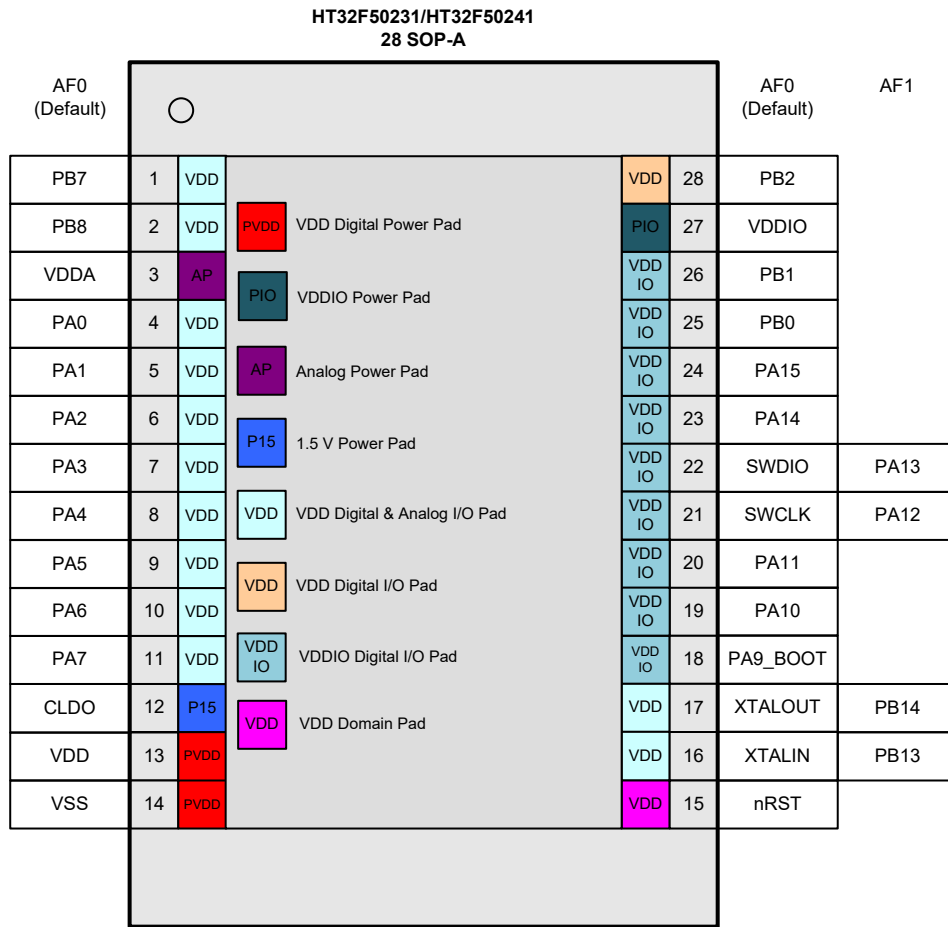 HT32F50231/HT32F50241
28 SOP-A
AF0
(Default)
AF0
(Default)
AF1
PB7 1 VDD
VDD 28 PB2
PB8 2 VDD
PVDD VDD Digital Power Pad
PIO 27 VDDIO
VDDA 3 AP
PIO VDDIO Power Pad
VDD
IO 26 PB1
PA0 4 VDD
VDD
IO 25 PB0
PA1 5 VDD
AP Analog Power Pad
VDD
IO 24 PA15
PA2 6 VDD
P15 1.5 V Power Pad
VDD
IO 23 PA14
PA3 7 VDD
VDD
IO 22 SWDIO PA13
PA4 8 VDD
VDD VDD Digital & Analog I/O Pad
VDD
IO 21 SWCLK PA12
PA5 9 VDD
VDD VDD Digital I/O Pad
VDD
IO 20 PA11
PA6 10 VDD
VDD
IO 19 PA10
PA7 11 VDD
VDD
IO VDDIO Digital I/O Pad
VDD
IO 18 PA9_BOOT
CLDO 12 P15
VDD VDD Domain Pad
VDD 17 XTALOUT PB14
VDD 13 PVDD
VDD 16 XTALIN PB13
VSS 14 PVDD
VDD 15 nRST